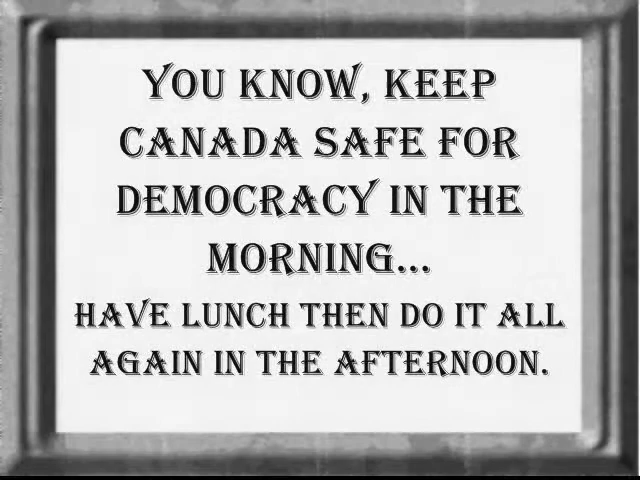 YOU KNOW, KEEP
CANADA SAFE FOR
DEMOCRACY IN THE
MORNING...
HAVE LUNCH THEN DO IT ALL
AGAIN IN THE AFTERNOON.